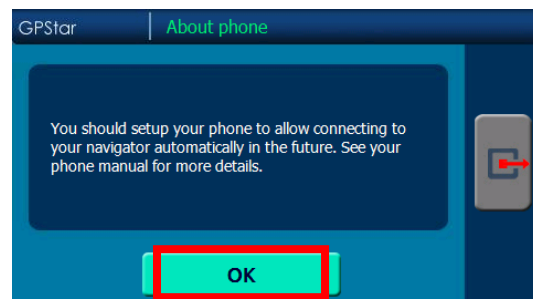 GPStar
About phone
You should setup your phone to allow connecting to
your navigator automatically in the future. See your
phone manual for more details.
OK